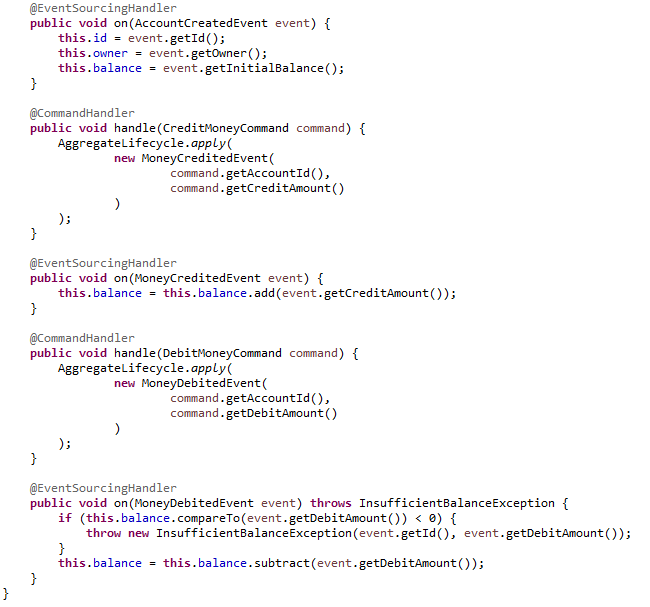 @EventSourcingHandler
public void on(AccountCreatedEvent event) {
this.id = event.getId();
this.owner = event.getOwner();
this.balance = event.getInitialBalance();
}
@CommandHandler
public void handle(CreditMoneyCommand command) {
AggregateLifecycle.apply(
new MoneyCreditedEvent(
command.getAccountId(),
command.getCreditAmount()
)
);
}
@EventSourcingHandler
public void on(MoneyCreditedEvent event) {
this.balance = this.balance.add(event.getCreditAmount());
}
@CommandHandler
public void handle(DebitMoneyCommand command) {
AggregateLifecycle.apply(
new MoneyDebitedEvent(
command.getAccountId(),
command.getDebitAmount()
)
);
}
@EventSourcingHandler
public void on(MoneyDebitedEvent event) throws InsufficientBalanceException {
if (this.balance.compareTo(event.getDebitAmount()) < 0) {
throw new InsufficientBalanceException(event.getId(), event.getDebitAmount());
}
this.balance = this.balance.subtract(event.getDebitAmount());
}
}